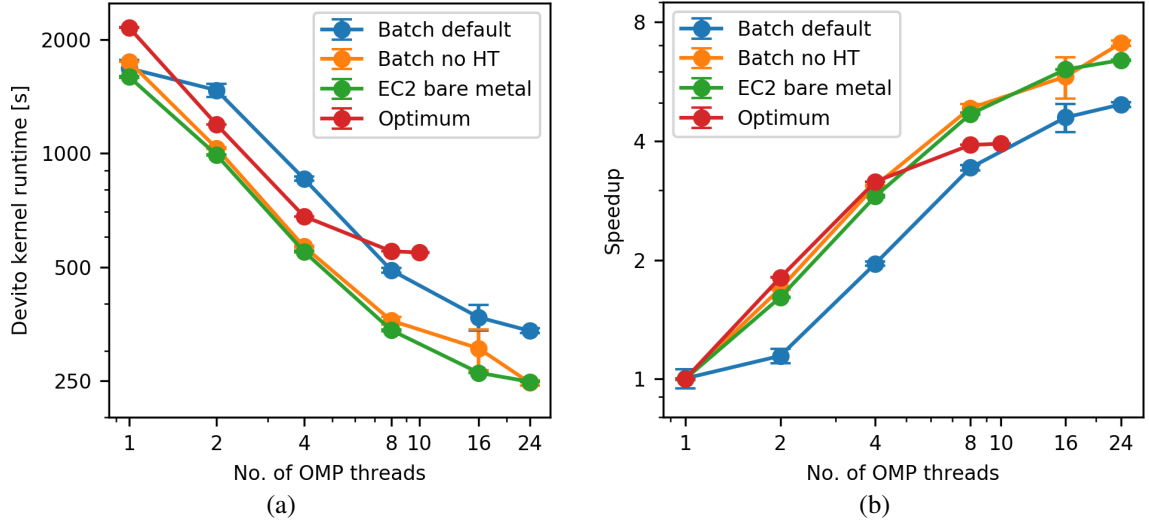 2000
1000
500
250
Devito kernel runtime [s]
Batch default
Batch no HT
EC2 bare metal
Optimum
1 2 4 8 10 16 24
No. of OMP threads
(a)
8
4
2
1
Speedup
Batch default
Batch no HT
EC2 bare metal
Optimum
1 2 4 8 10 16 24
No. of OMP threads
(b)